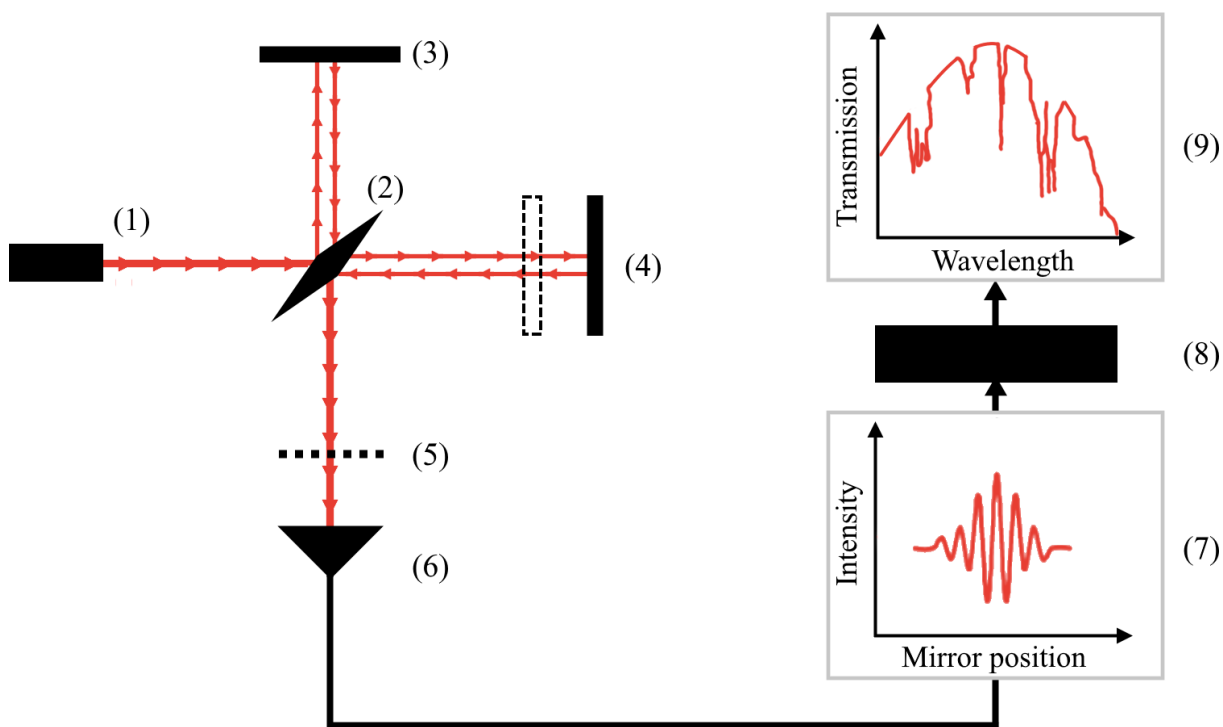 (1)
(2)
(3)
(4)
(5)
(6)
Transmission
Wavelength
(9)
(8)
Intensity
Mirror position
(7)